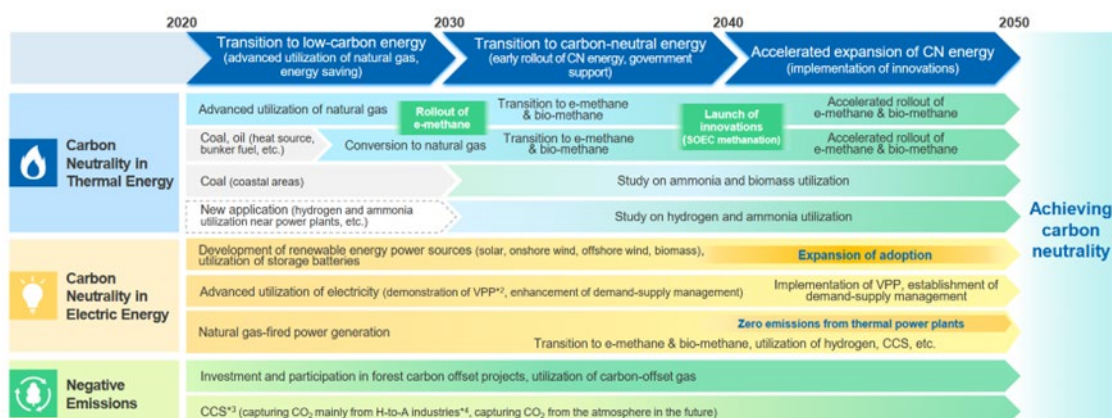 2020
2030
2040
2050
Transition to low-carbon energy
(advanced utilization of natural gas,
energy saving)
Transition to carbon-neutral energy
(early rollout of CN energy, government
support)
Accelerated expansion of CN energy
(implementation of innovations)
Carbon
Neutrality in
Thermal Energy
Advanced utilization of natural gas
Rollout of
e-methane
Transition to e-methane
& bio-methane
Launch of
innovations
(SOEC methanation)
Accelerated rollout of
e-methane & bio-methane
Coal, oil (heat source,
bunker fuel, etc.)
Conversion to natural gas
Transition to e-methane
& bio-methane
Accelerated rollout of
e-methane & bio-methane
Coal (coastal areas)
Study on ammonia and biomass utilization
New application (hydrogen and ammonia
utilization near power plants, etc.)
Study on hydrogen and ammonia utilization
Carbon
Neutrality in
Electric Energy
Development of renewable energy power sources (solar, onshore wind, offshore wind, biomass),
utilization of storage batteries
Expansion of adoption
Advanced utilization of electricity (demonstration of VPP*2, enhancement of demand-supply management)
Implementation of VPP, establishment of
demand-supply management
Natural gas-fired power generation
Zero emissions from thermal power plants
Transition to e-methane & bio-methane, utilization of hydrogen, CCS, etc.
Negative
Emissions
Investment and participation in forest carbon offset projects, utilization of carbon-offset gas
CCS*3 (capturing CO2 mainly from H-to-A industries*4, capturing CO2 from the atmosphere in the future)
Achieving
carbon
neutrality